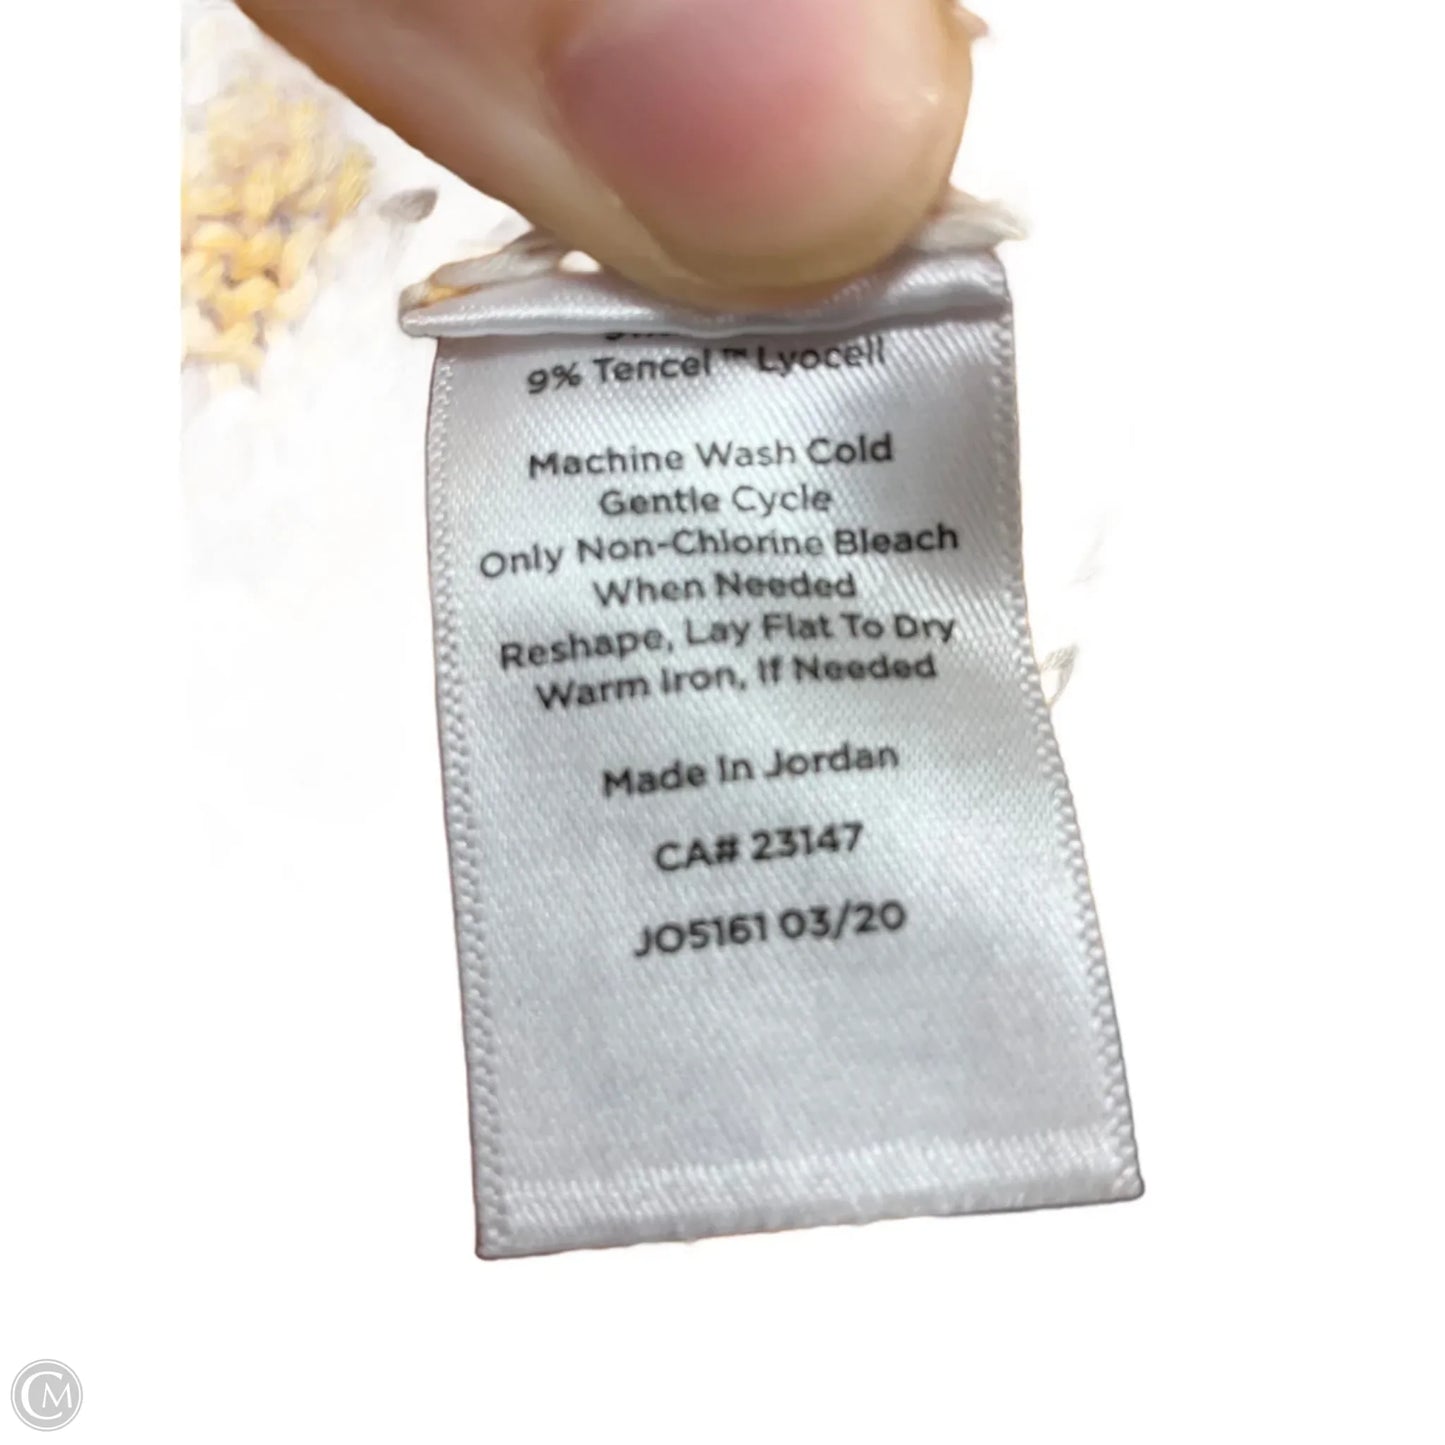 9% Tencel™ Lyocell
Machine Wash Cold
Gentle Cycle
Only Non-Chlorine Bleach
When Needed
Reshape, Lay Flat To Dry
Warm Iron, If Needed
Made In Jordan
CA# 23147
JO5161 03/20
CM